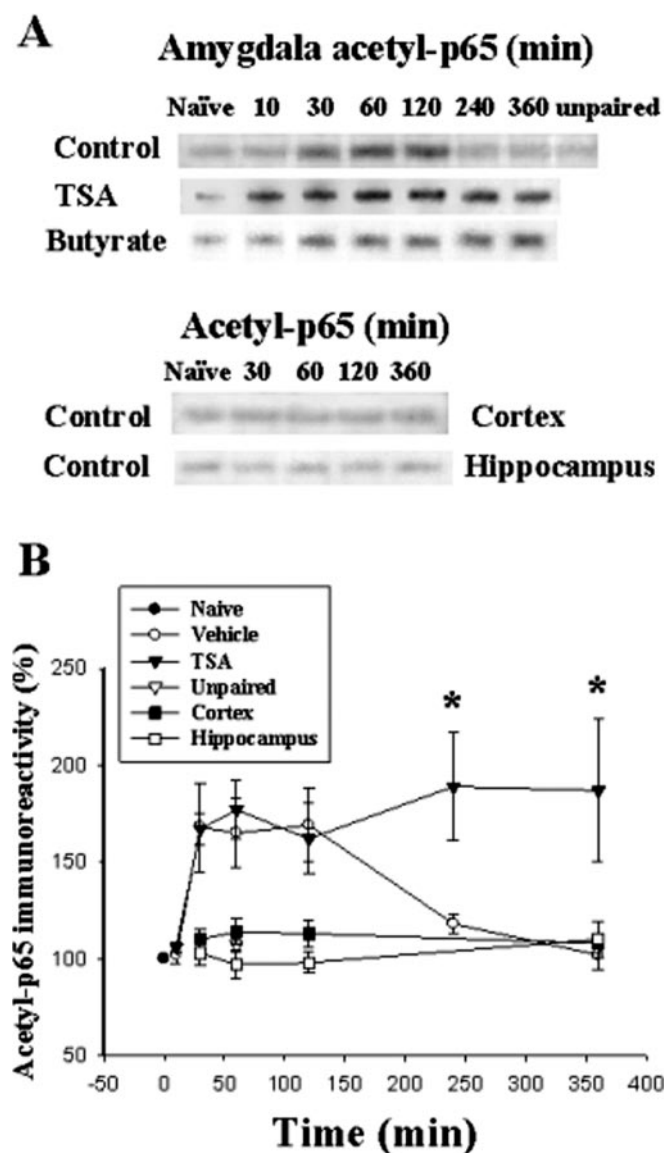 A
Amygdala acetyl-p65 (min)
Naïve 10 30 60 120 240 360 unpaired
Control
TSA
Butyrate
Acetyl-p65 (min)
Naïve 30 60 120 360
Control Cortex
Control Hippocampus
B
Naive
Vehicle
TSA
Unpaired
Cortex
Hippocampus
Acetyl-p65 immunoreactivity (%)
250
200
150
100
50
* *
-50 0 50 100 150 200 250 300 350 400
Time (min)